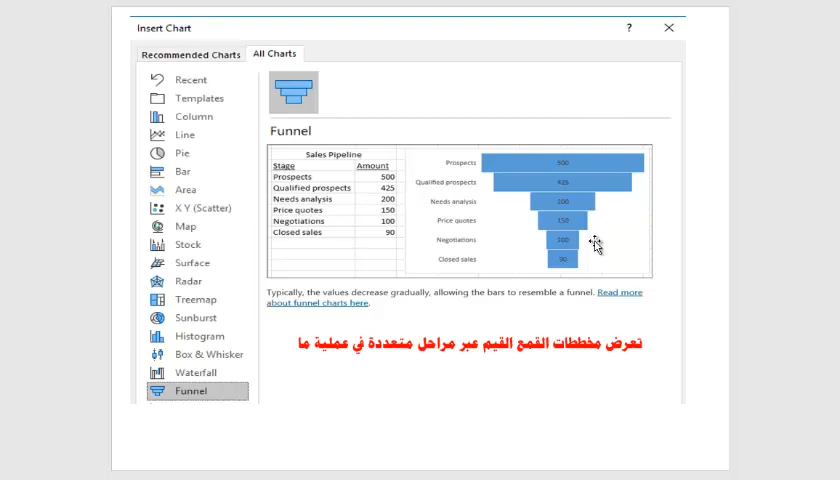 Insert Chart
?
Recommended Charts
All Charts
Recent
Templates
Column
Line
Pie
Bar
Area
X Y (Scatter)
Map
Stock
Surface
Radar
Treemap
Sunburst
Histogram
Box & Whisker
Waterfall
Funnel
Funnel
Sales Pipeline
Stage Amount
Prospects 500
Qualified prospects 425
Needs analysis 200
Price quotes 150
Negotiations 100
Closed sales 90
Prospects 500
Qualified prospects 425
Needs analysis 200
Price quotes 150
Negotiations 100
Closed sales 90
Typically, the values decrease gradually, allowing the bars to resemble a funnel. Read more
about funnel charts here.
تعرض مخططات القمع القيم عبر مراحل متعددة في عملية ما